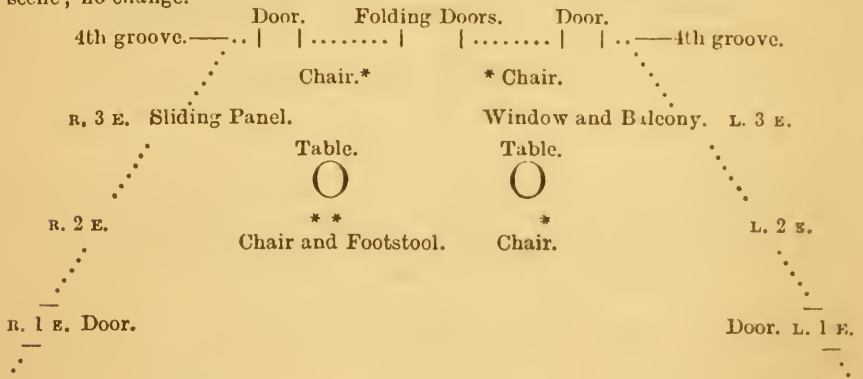 scene; no change.
Door. Folding Doors. Door.
4th groove. 4th groove.
Chair.* * Chair.
R. 3 E. Sliding Panel. Window and Balcony. L. 3 E.
Table. Table.
* * *
Chair and Footstool. Chair.
R. 2 E. L. 2 E.
R. 1 E. Door. Door. L. 1 E.